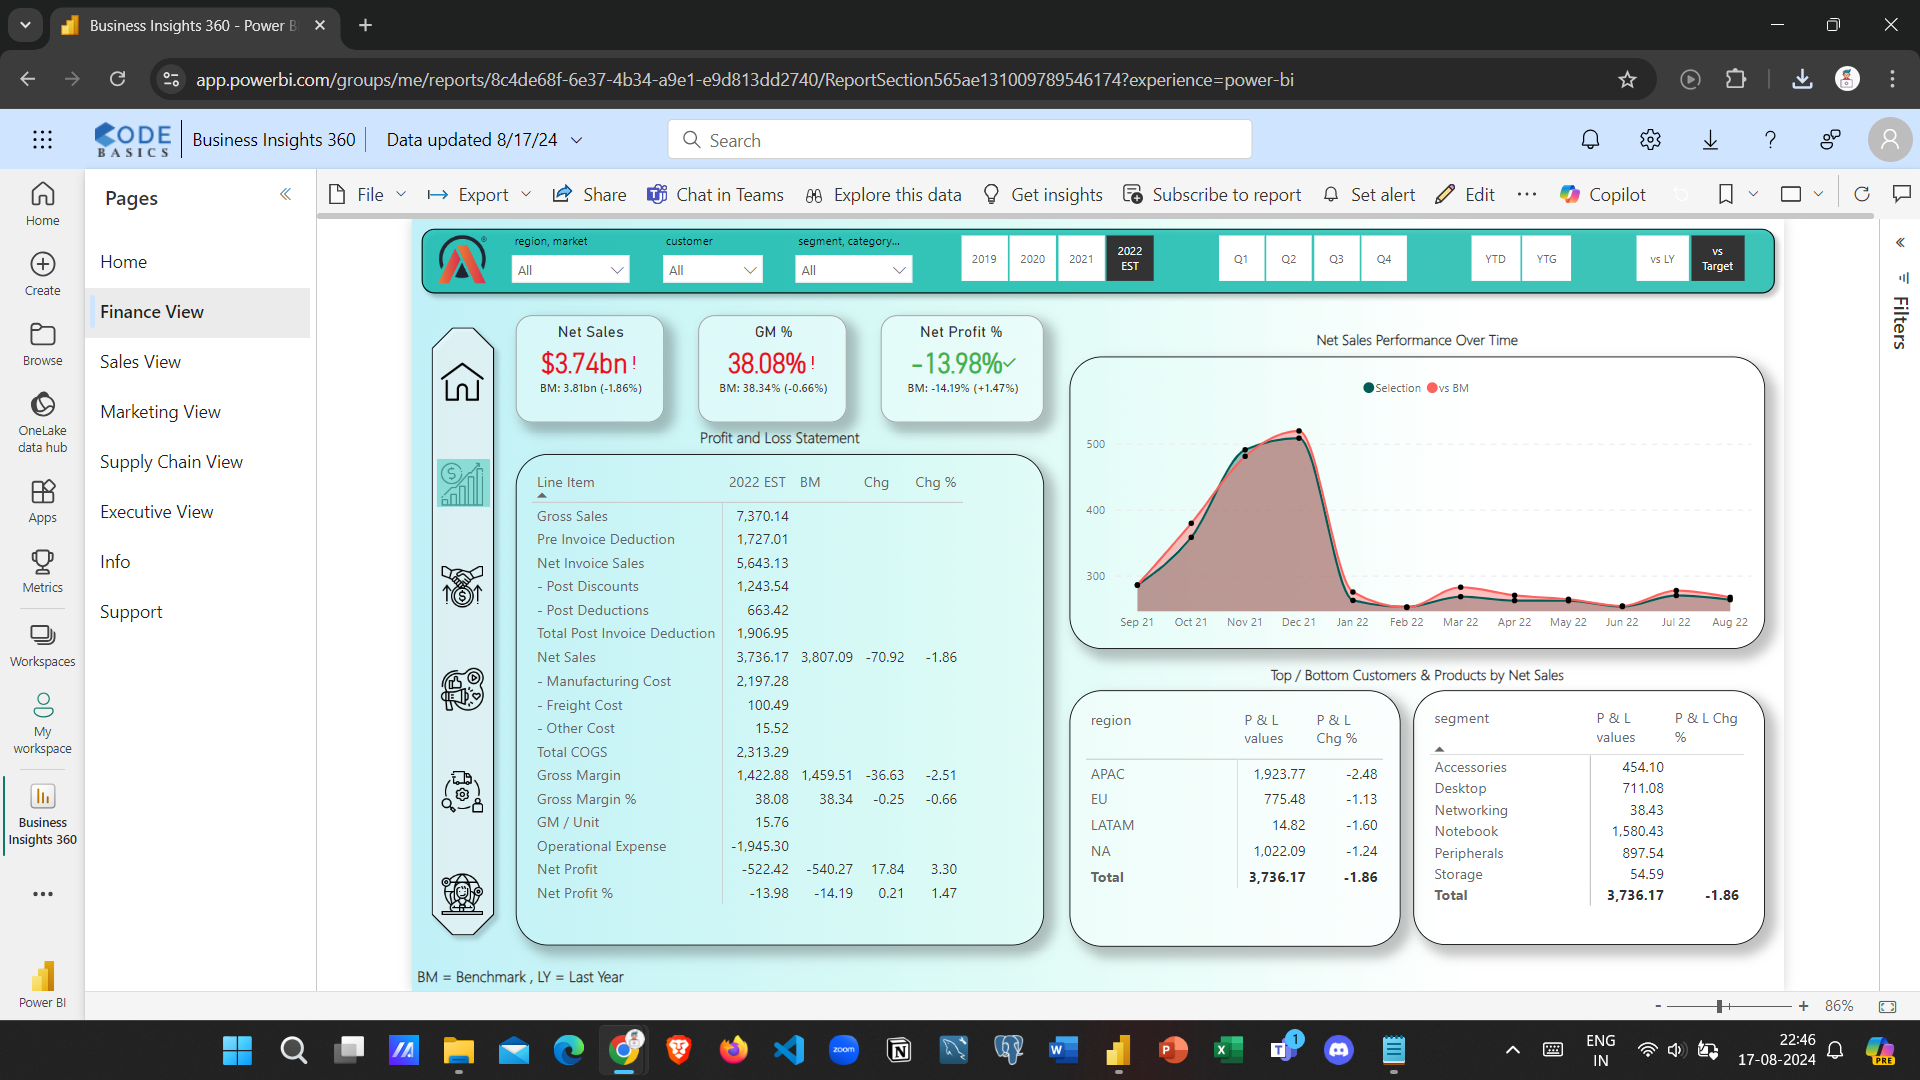 Business Insights 360 - Power B
app.powerbi.com/groups/me/reports/8c4de68f-6e37-4b34-a9e1-e9d813dd2740/ReportSection565ae131009789546174?experience=power-bi
CODE BASICS
Business Insights 360
Data updated 8/17/24
Search
Home
Create
Browse
OneLake data hub
Apps
Metrics
Workspaces
My workspace
Business Insights 360
Power BI
Pages
Home
Finance View
Sales View
Marketing View
Supply Chain View
Executive View
Info
Support
File
Export
Share
Chat in Teams
Explore this data
Get insights
Subscribe to report
Set alert
Edit
Copilot
region, market
All
customer
All
segment, category...
All
2019
2020
2021
2022 EST
Q1
Q2
Q3
Q4
YTD
YTG
vs LY
vs Target
Filters
Net Sales
$3.74bn !
BM: 3.81bn (-1.86%)
GM %
38.08% !
BM: 38.34% (-0.66%)
Net Profit %
-13.98%✓
BM: -14.19% (+1.47%)
Profit and Loss Statement
Line Item 2022 EST BM Chg Chg %
Gross Sales 7,370.14
Pre Invoice Deduction 1,727.01
Net Invoice Sales 5,643.13
- Post Discounts 1,243.54
- Post Deductions 663.42
Total Post Invoice Deduction 1,906.95
Net Sales 3,736.17 3,807.09 -70.92 -1.86
- Manufacturing Cost 2,197.28
- Freight Cost 100.49
- Other Cost 15.52
Total COGS 2,313.29
Gross Margin 1,422.88 1,459.51 -36.63 -2.51
Gross Margin % 38.08 38.34 -0.25 -0.66
GM / Unit 15.76
Operational Expense -1,945.30
Net Profit -522.42 -540.27 17.84 3.30
Net Profit % -13.98 -14.19 0.21 1.47
Net Sales Performance Over Time
Selection vs BM
500
400
300
Sep 21 Oct 21 Nov 21 Dec 21 Jan 22 Feb 22 Mar 22 Apr 22 May 22 Jun 22 Jul 22 Aug 22
Top / Bottom Customers & Products by Net Sales
region P & L values P & L Chg %
APAC 1,923.77 -2.48
EU 775.48 -1.13
LATAM 14.82 -1.60
NA 1,022.09 -1.24
Total 3,736.17 -1.86
segment P & L values P & L Chg %
Accessories 454.10
Desktop 711.08
Networking 38.43
Notebook 1,580.43
Peripherals 897.54
Storage 54.59
Total 3,736.17 -1.86
BM = Benchmark , LY = Last Year
- + 86%
zoom
1
ENG
IN
22:46
17-08-2024
PRE